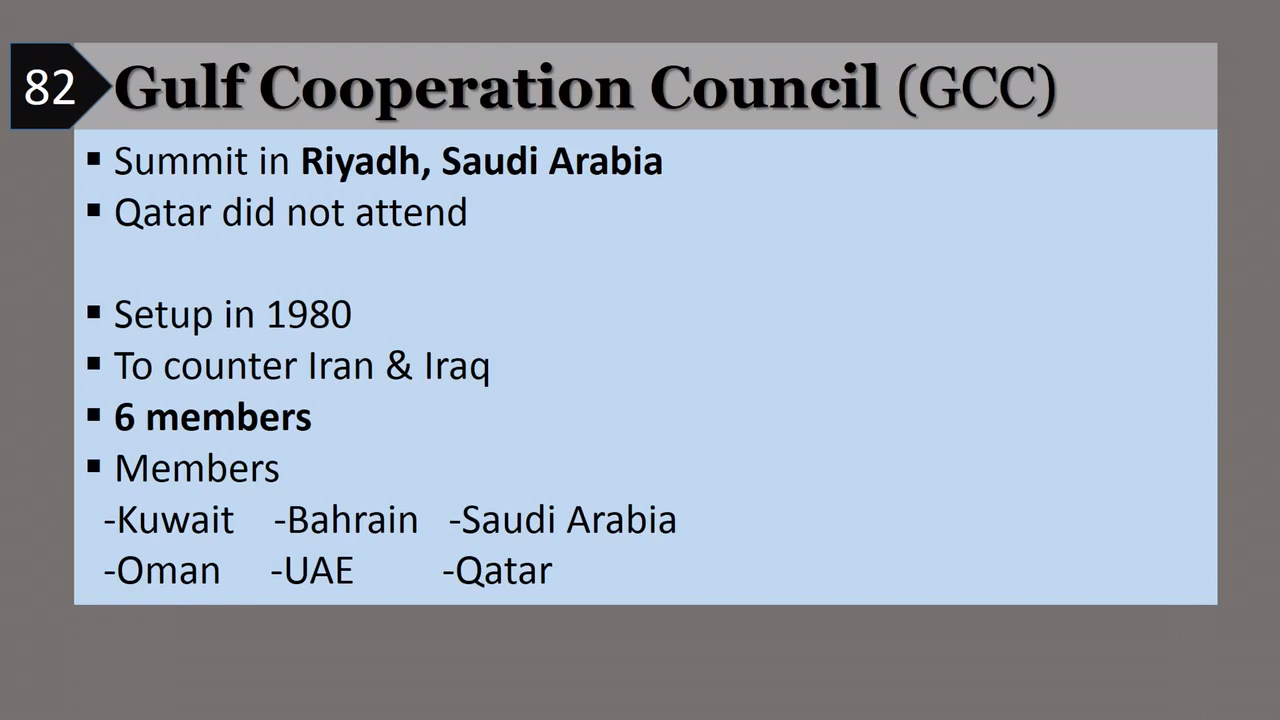 82
Gulf Cooperation Council (GCC)
▪ Summit in Riyadh, Saudi Arabia
▪ Qatar did not attend
▪ Setup in 1980
▪ To counter Iran & Iraq
▪ 6 members
▪ Members
-Kuwait -Bahrain -Saudi Arabia
-Oman -UAE -Qatar